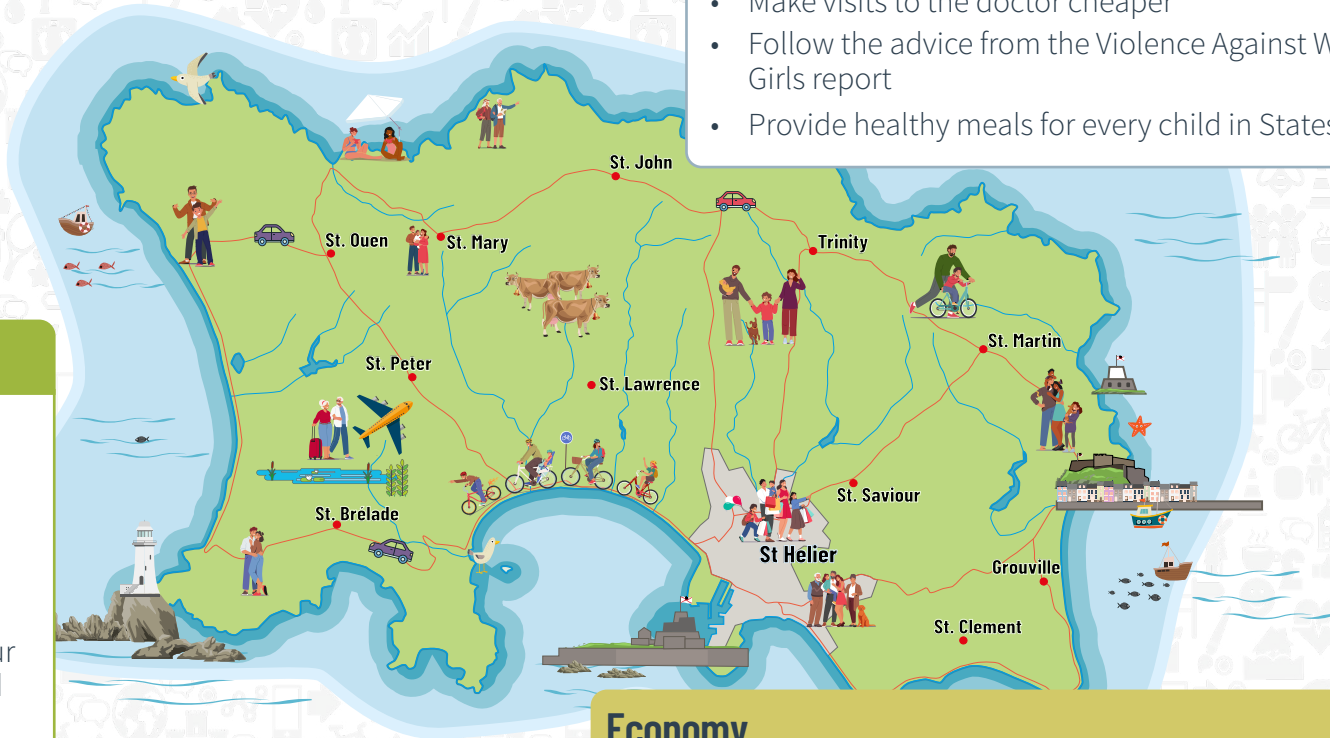 • Make visits to the doctor cheaper
• Follow the advice from the Violence Against
Girls report
• Provide healthy meals for every child in States
St. John
St. Ouen
St. Mary
Trinity
St. Martin
St. Peter
St. Lawrence
St. Saviour
St. Brelade
St Helier
Grouville
St. Clement
Economy